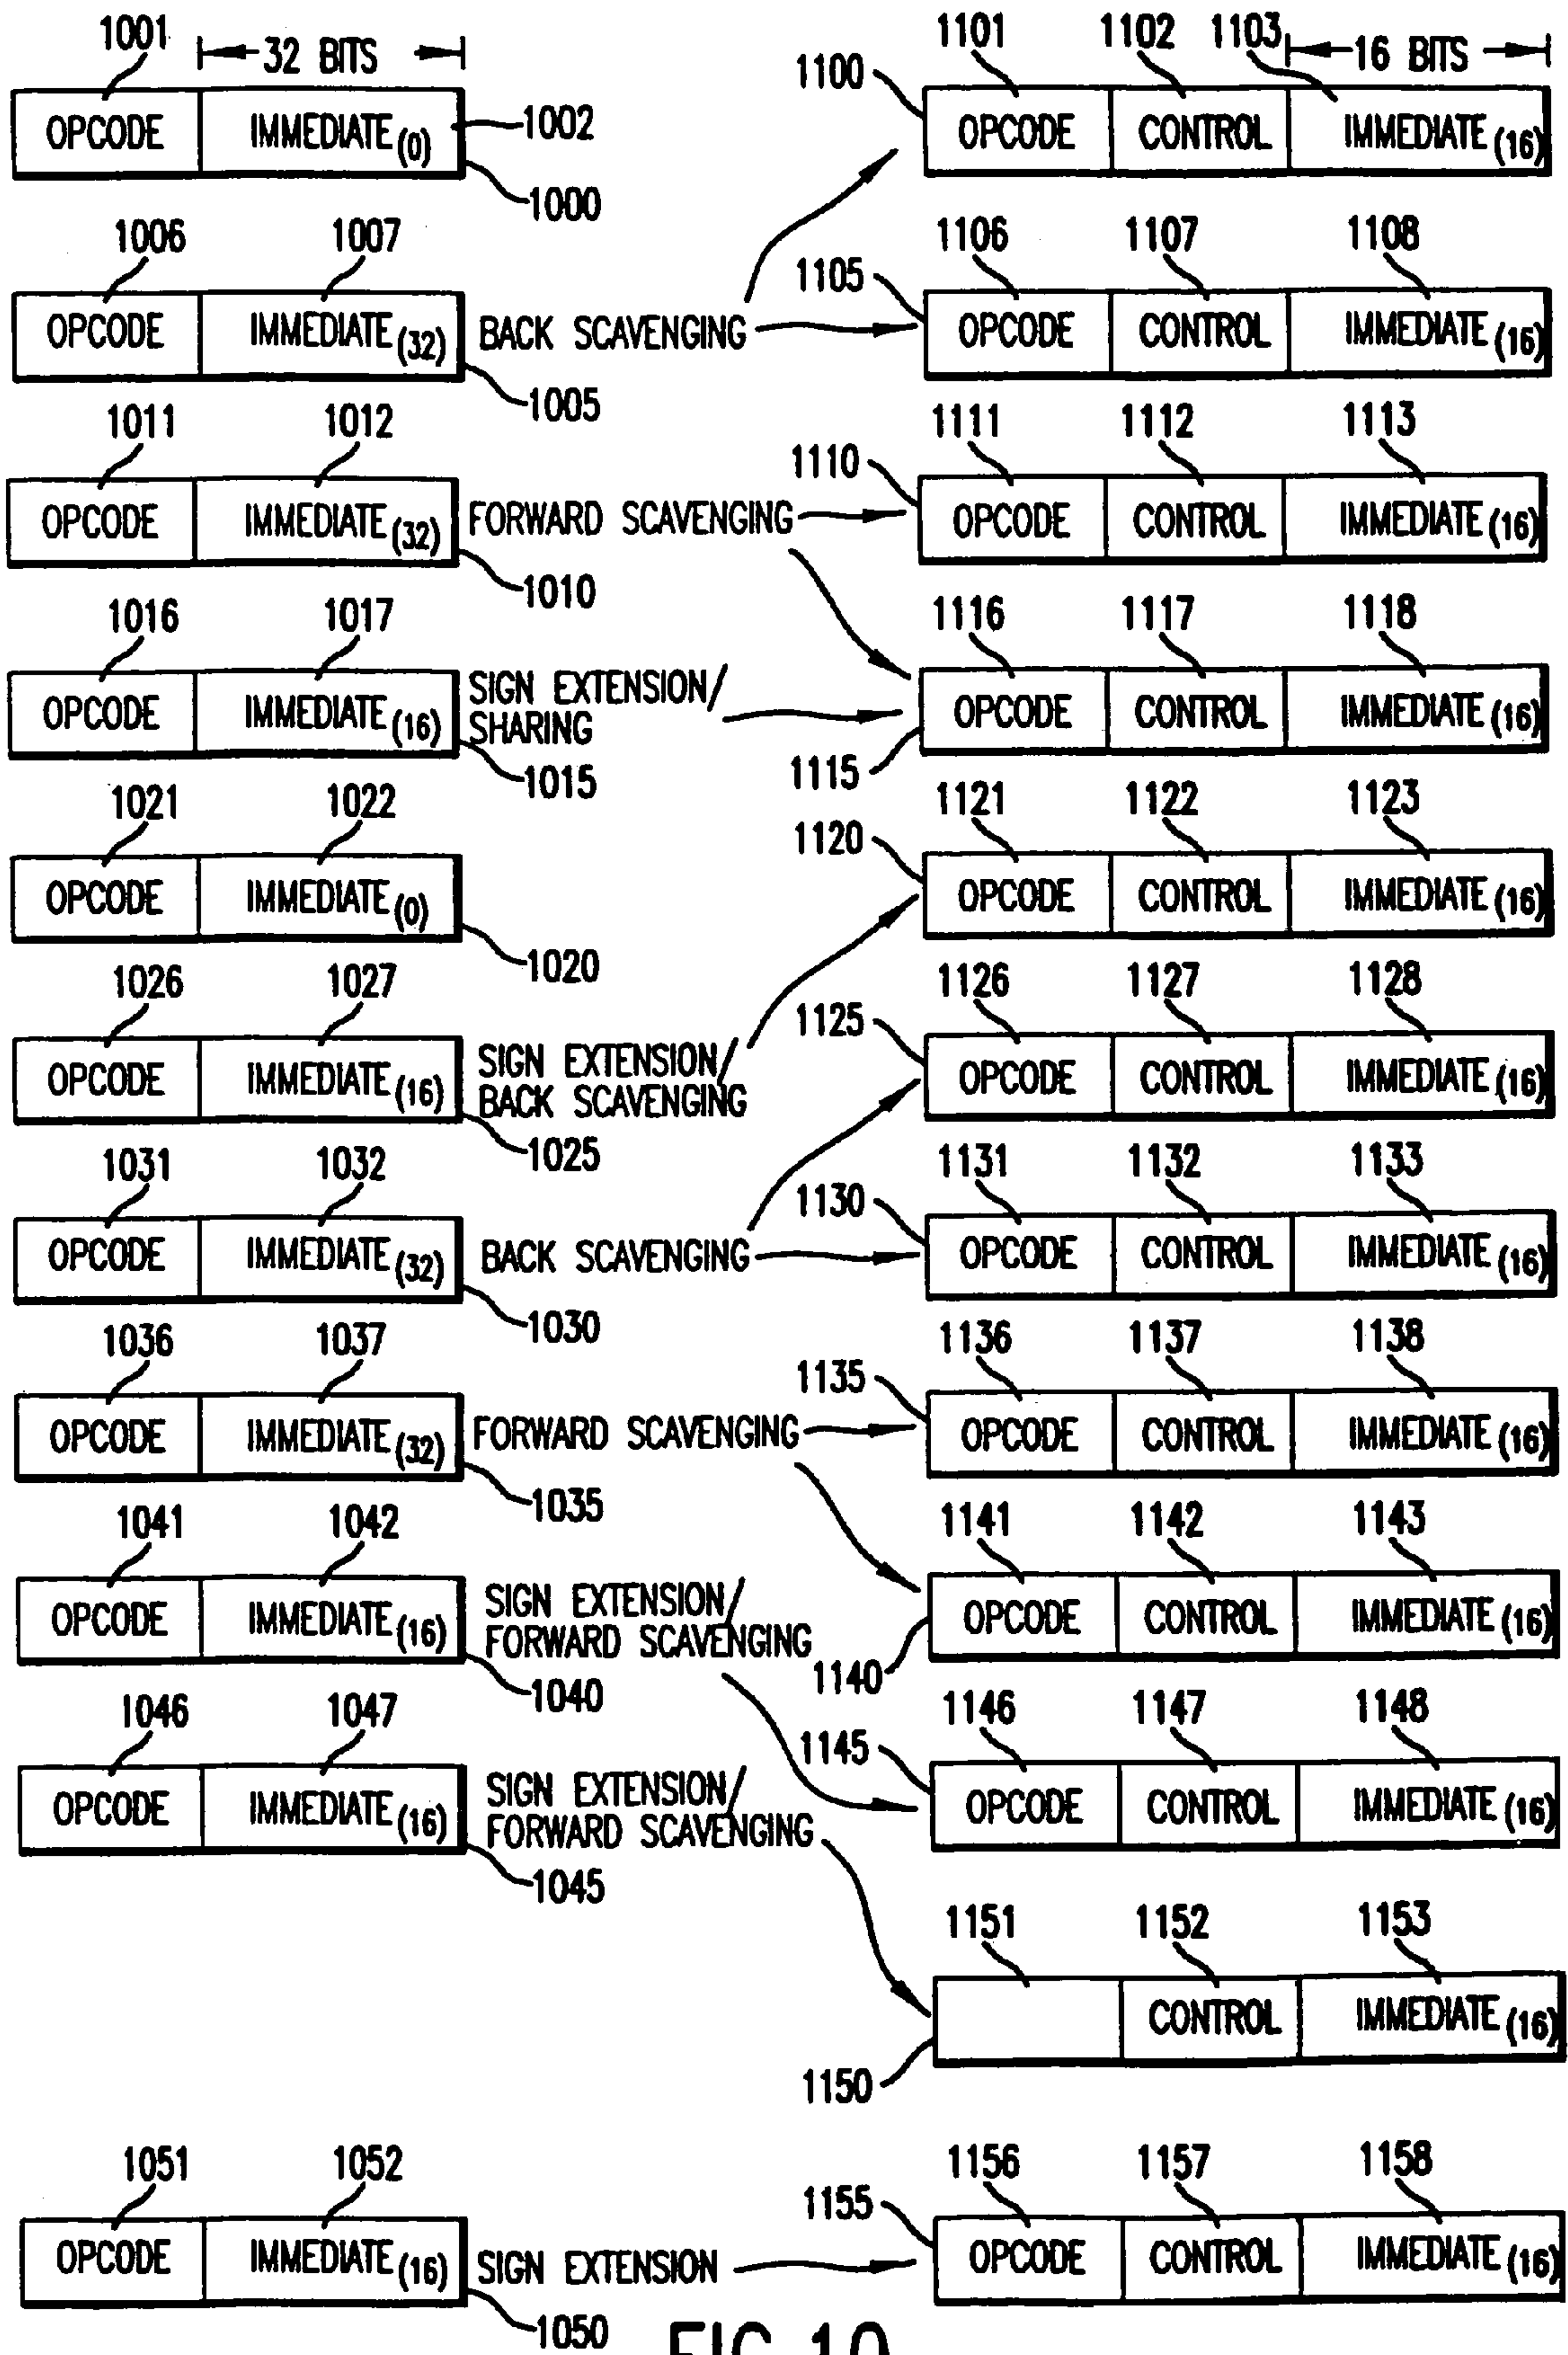 1001 32 BITS 1101 1102 1103 16 BITS
1100
OPCODE IMMEDIATE(0) 1002 OPCODE CONTROL IMMEDIATE(16)
1000
1006 1007 1106 1107 1108
1105
OPCODE IMMEDIATE(32) BACK SCAVENGING OPCODE CONTROL IMMEDIATE(16)
1005
1011 1012 1111 1112 1113
1110
OPCODE IMMEDIATE(32) FORWARD SCAVENGING OPCODE CONTROL IMMEDIATE(16)
1010
1016 1017 1116 1117 1118
OPCODE IMMEDIATE(16) SIGN EXTENSION/ OPCODE CONTROL IMMEDIATE(16)
SHARING
1015 1115
1021 1022 1121 1122 1123
1120
OPCODE IMMEDIATE(0) OPCODE CONTROL IMMEDIATE(16)
1020
1026 1027 1126 1127 1128
1125
OPCODE IMMEDIATE(16) SIGN EXTENSION/ OPCODE CONTROL IMMEDIATE(16)
BACK SCAVENGING
1025
1031 1032 1131 1132 1133
1130
OPCODE IMMEDIATE(32) BACK SCAVENGING OPCODE CONTROL IMMEDIATE(16)
1030
1036 1037 1136 1137 1138
1135
OPCODE IMMEDIATE(32) FORWARD SCAVENGING OPCODE CONTROL IMMEDIATE(16)
1035
1041 1042 1141 1142 1143
OPCODE IMMEDIATE(16) SIGN EXTENSION/ OPCODE CONTROL IMMEDIATE(16)
FORWARD SCAVENGING
1040 1140
1046 1047 1146 1147 1148
1145
OPCODE IMMEDIATE(16) SIGN EXTENSION/ OPCODE CONTROL IMMEDIATE(16)
FORWARD SCAVENGING
1045
1151 1152 1153
CONTROL IMMEDIATE(16)
1150
1051 1052 1156 1157 1158
1155
OPCODE IMMEDIATE(16) SIGN EXTENSION OPCODE CONTROL IMMEDIATE(16)
1050
FIG.10